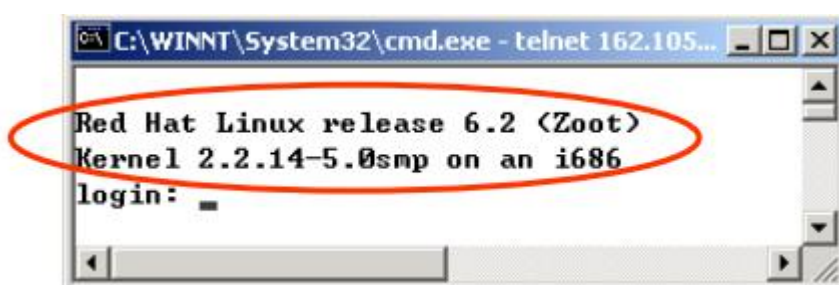 C:\WINNT\System32\cmd.exe - telnet 162.105...
Red Hat Linux release 6.2 (Zoot)
Kernel 2.2.14-5.0smp on an i686
login: _